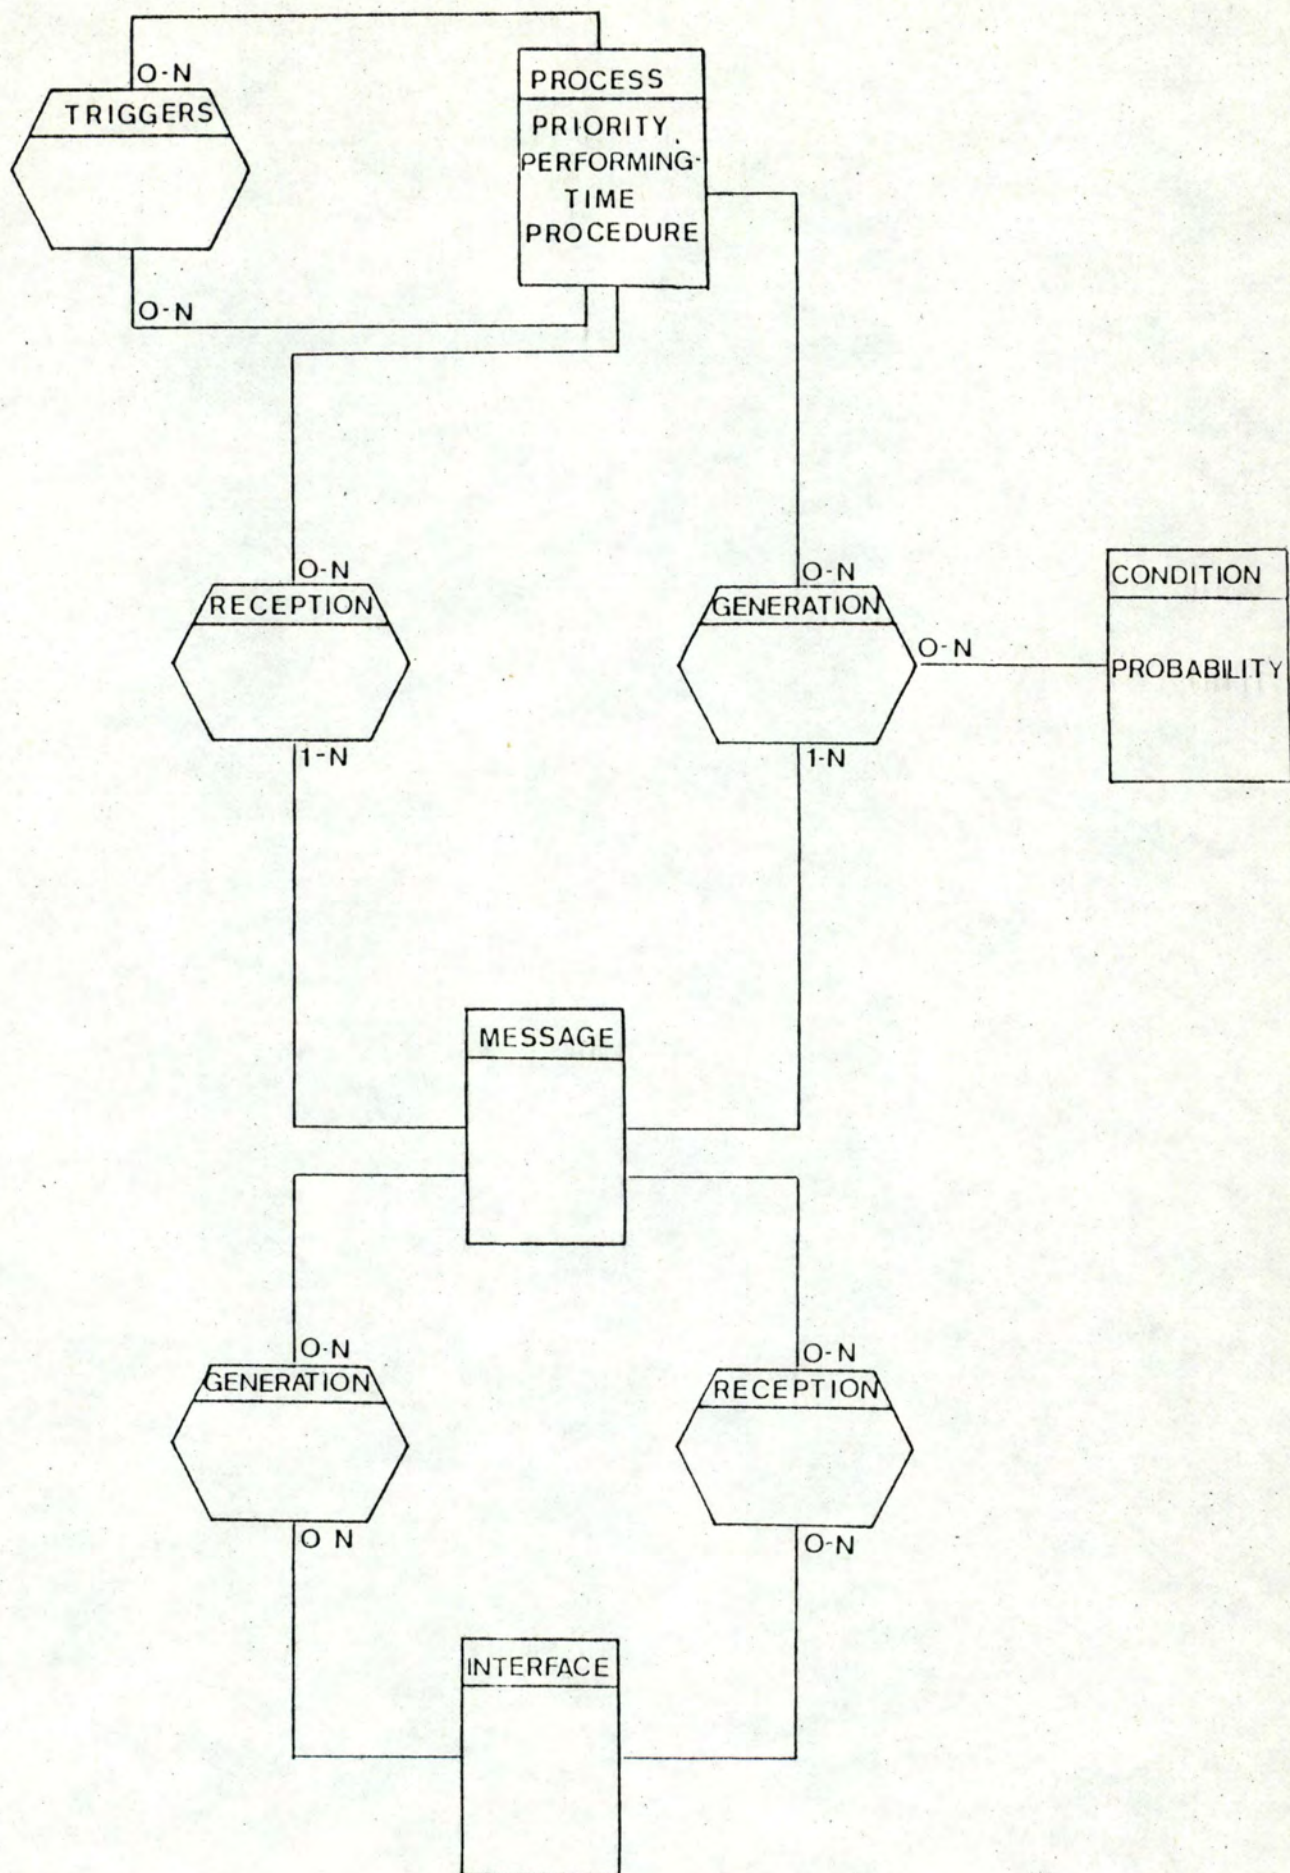 O-N
TRIGGERS
O-N
PROCESS
PRIORITY
PERFORMING-
TIME
PROCEDURE
O-N
RECEPTION
1-N
O-N
GENERATION
O-N
1-N
CONDITION
PROBABILITY
MESSAGE
O-N
GENERATION
O N
O-N
RECEPTION
O-N
INTERFACE